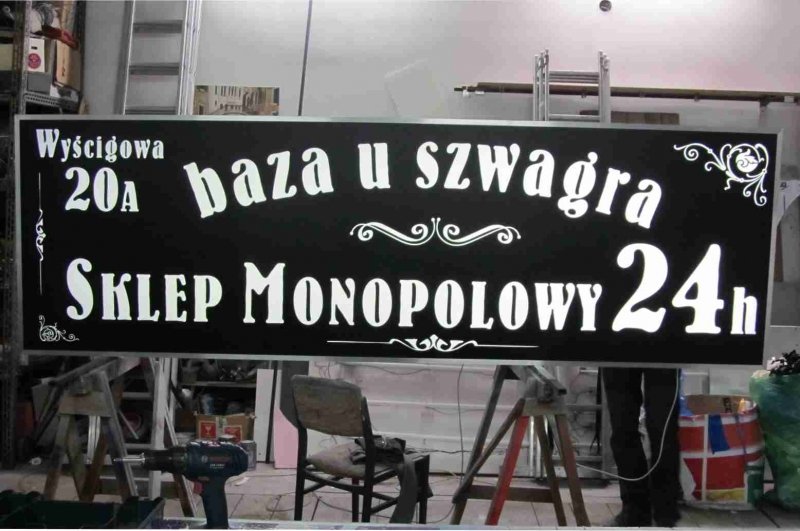 Wyścigowa
20A
baza u szwagra
SKLEP MONOPOLOWY 24h